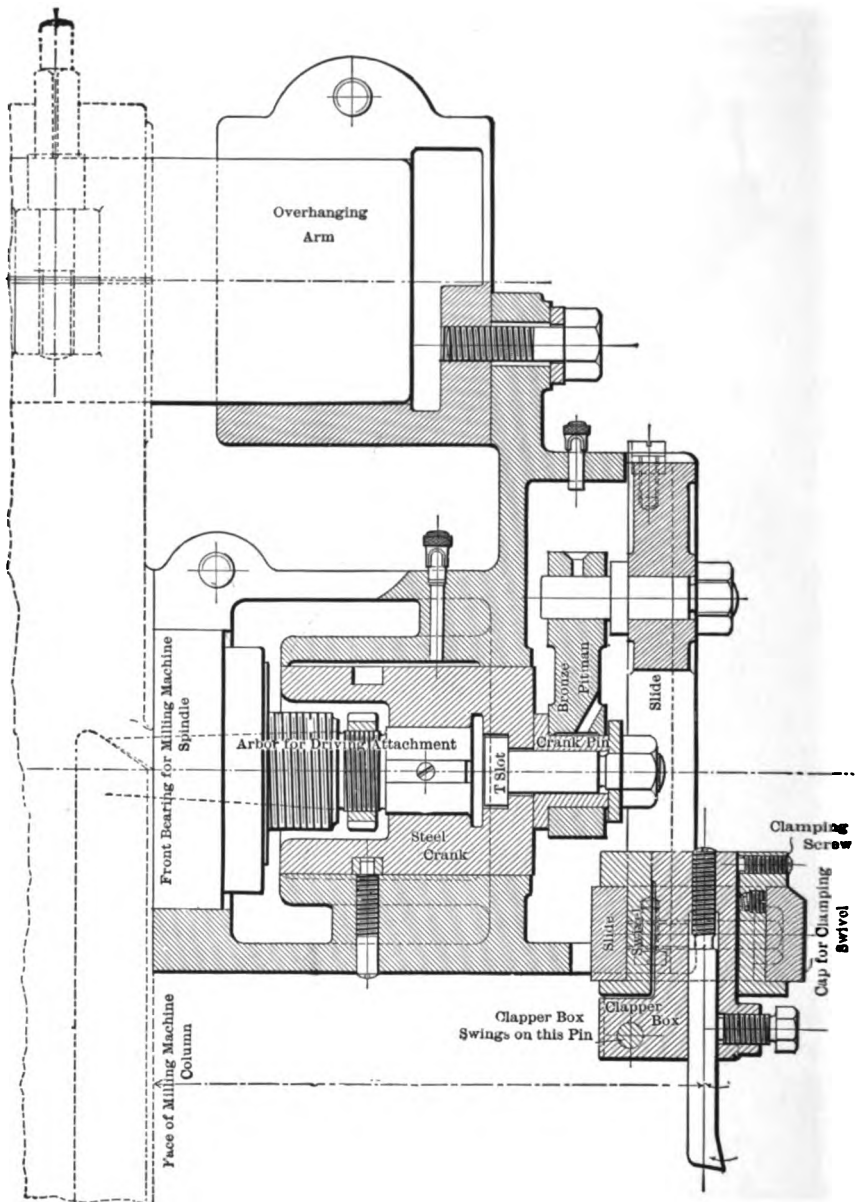 Overhanging
Arm
Front Bearing for Milling Machine
Spindle
Arbor for Driving Attachment
Bronze
Pitman
Slide
Crank Pin
T Slot
Steel
Crank
Clamping
Screw
Slide
Swivel
Cap for Clamping
Swivel
Clapper Box
Swings on this Pin
Clapper
Box
Face of Milling Machine
Column